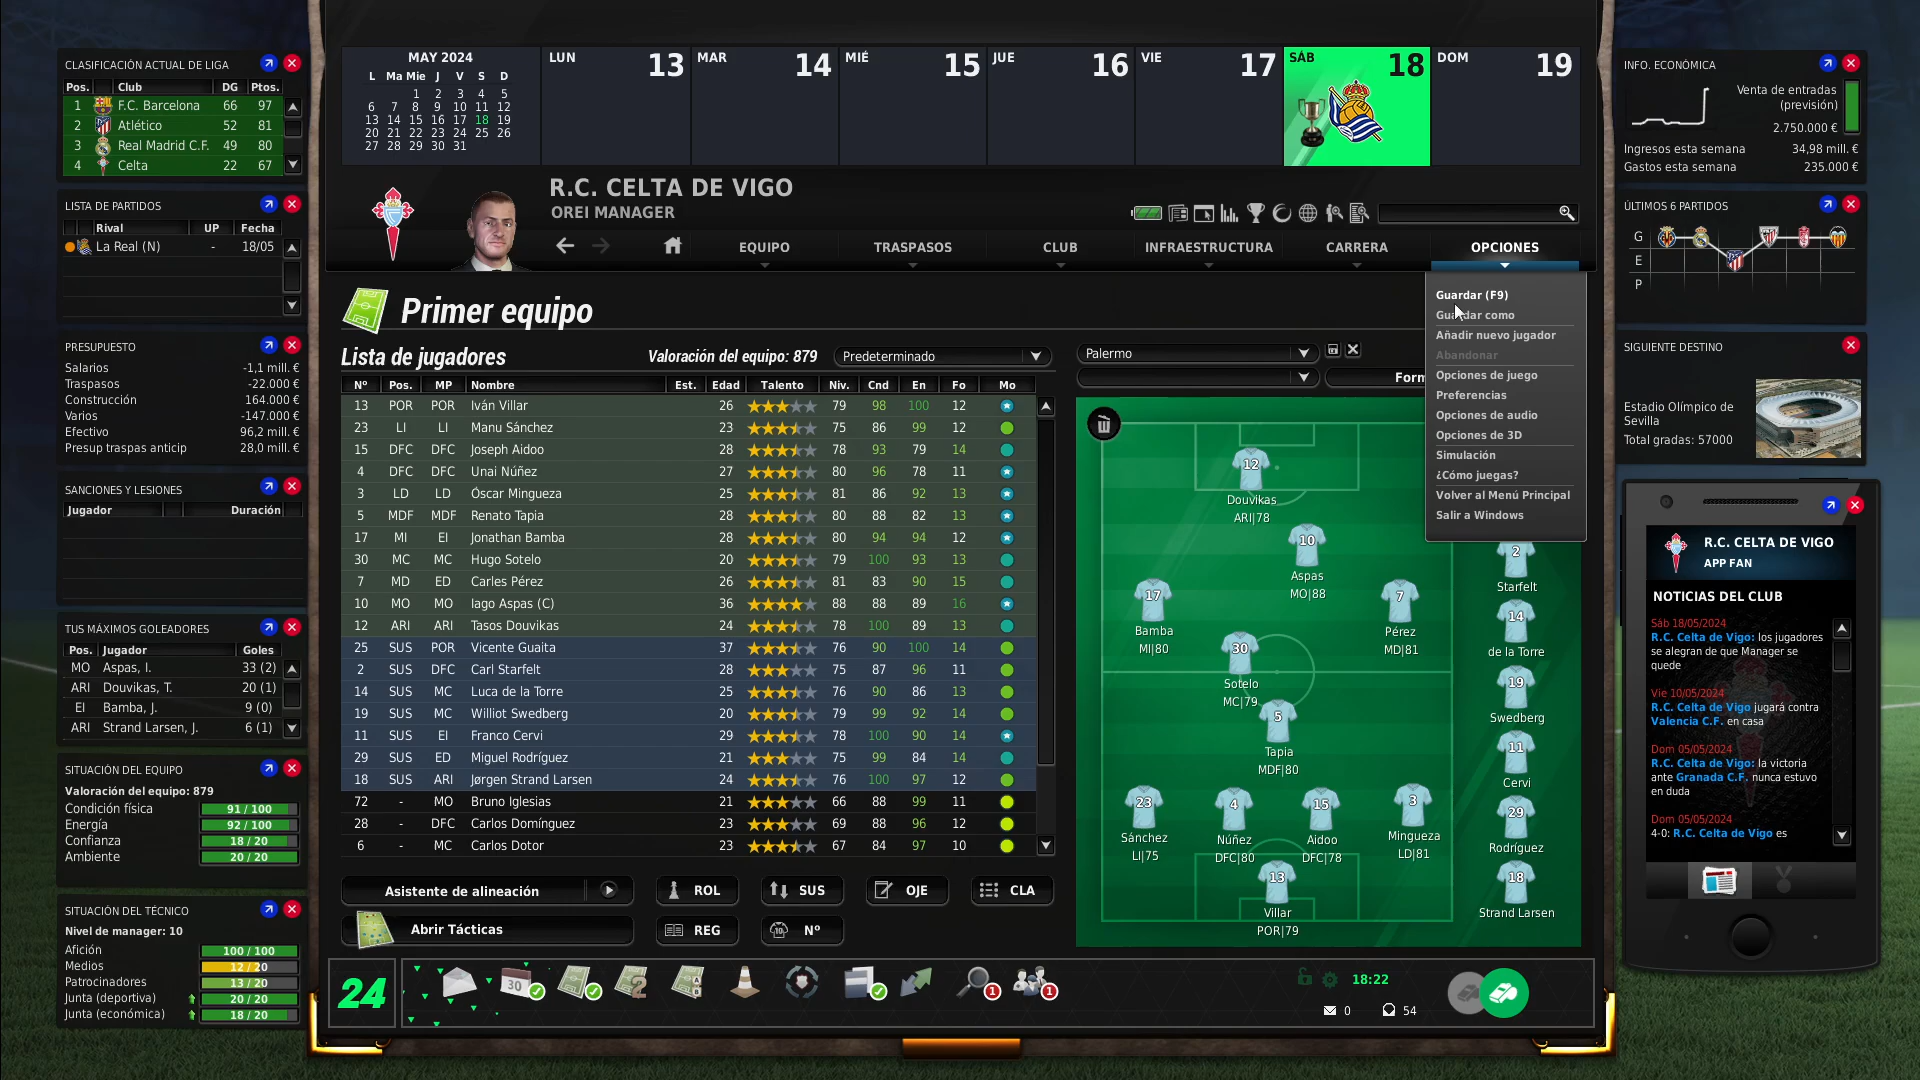 CLASIFICACIÓN ACTUAL DE LIGA
Pos. Club DG Ptos.
1 F.C. Barcelona 66 97
2 Atlético 52 81
3 Real Madrid C.F. 49 80
4 Celta 22 67
LISTA DE PARTIDOS
Rival UP Fecha
La Real (N) - 18/05
PRESUPUESTO
Salarios -1,1 mill. €
Traspasos -22.000 €
Construcción 164.000 €
Varios -147.000 €
Efectivo 96,2 mill. €
Presup traspas anticip 28,0 mill. €
SANCIONES Y LESIONES
Jugador Duración
TUS MÁXIMOS GOLEADORES
Pos. Jugador Goles
MO Aspas, I. 33 (2)
ARI Douvikas, T. 20 (1)
EI Bamba, J. 9 (0)
ARI Strand Larsen, J. 6 (1)
SITUACIÓN DEL EQUIPO
Valoración del equipo: 879
Condición física 91 / 100
Energía 92 / 100
Confianza 18 / 20
Ambiente 20 / 20
SITUACIÓN DEL TÉCNICO
Nivel de manager: 10
Afición 100 / 100
Medios 12 / 20
Patrocinadores 13 / 20
Junta (deportiva) 20 / 20
Junta (económica) 18 / 20
MAY 2024
L Ma Mie J V S D
1 2 3 4 5
6 7 8 9 10 11 12
13 14 15 16 17 18 19
20 21 22 23 24 25 26
27 28 29 30 31
LUN 13
MAR 14
MIÉ 15
JUE 16
VIE 17
SÁB 18
DOM 19
R.C. CELTA DE VIGO
OREI MANAGER
EQUIPO TRASPASOS CLUB INFRAESTRUCTURA CARRERA OPCIONES
Guardar (F9)
Guardar como
Añadir nuevo jugador
Abandonar
Opciones de juego
Preferencias
Opciones de audio
Opciones de 3D
Simulación
¿Cómo juegas?
Volver al Menú Principal
Salir a Windows
Primer equipo
Lista de jugadores
Valoración del equipo: 879
Predeterminado
Nº Pos. MP Nombre Est. Edad Talento Niv. Cnd En Fo Mo
13 POR POR Iván Villar 26 79 98 100 12
23 LI LI Manu Sánchez 23 75 86 99 12
15 DFC DFC Joseph Aidoo 28 78 93 79 14
4 DFC DFC Unai Núñez 27 80 96 78 11
3 LD LD Óscar Mingueza 25 81 86 92 13
5 MDF MDF Renato Tapia 28 80 88 82 13
17 MI EI Jonathan Bamba 28 80 94 94 12
30 MC MC Hugo Sotelo 20 79 100 93 13
7 MD ED Carles Pérez 26 81 83 90 15
10 MO MO Iago Aspas (C) 36 88 88 89 16
12 ARI ARI Tasos Douvikas 24 78 100 89 13
25 SUS POR Vicente Guaita 37 76 90 100 14
2 SUS DFC Carl Starfelt 28 75 87 96 11
14 SUS MC Luca de la Torre 25 76 90 86 13
19 SUS MC Williot Swedberg 20 79 99 92 14
11 SUS EI Franco Cervi 29 78 100 90 14
29 SUS ED Miguel Rodríguez 21 75 99 84 14
18 SUS ARI Jørgen Strand Larsen 24 76 100 97 12
72 - MO Bruno Iglesias 21 66 88 99 11
28 - DFC Carlos Domínguez 23 69 88 96 12
6 - MC Carlos Dotor 23 67 84 97 10
Asistente de alineación
ROL SUS OJE CLA
Abrir Tácticas
REG Nº
Palermo
Form
12
Douvikas
ARI|78
10
Aspas
MO|88
17
Bamba
MI|80
7
Pérez
MD|81
30
Sotelo
MC|79
5
Tapia
MDF|80
23
Sánchez
LI|75
4
Núñez
DFC|80
15
Aidoo
DFC|78
3
Mingueza
LD|81
13
Villar
POR|79
2
Starfelt
14
de la Torre
19
Swedberg
11
Cervi
29
Rodríguez
18
Strand Larsen
24
30
2
1
1
18:22
0
54
INFO. ECONÓMICA
Venta de entradas
(previsión)
2.750.000 €
Ingresos esta semana 34,98 mill. €
Gastos esta semana 235.000 €
ÚLTIMOS 6 PARTIDOS
G
E
P
SIGUIENTE DESTINO
Estadio Olímpico de
Sevilla
Total gradas: 57000
R.C. CELTA DE VIGO
APP FAN
NOTICIAS DEL CLUB
Sáb 18/05/2024
R.C. Celta de Vigo: los jugadores
se alegran de que Manager se
quede
Vie 10/05/2024
R.C. Celta de Vigo jugará contra
Valencia C.F. en casa
Dom 05/05/2024
R.C. Celta de Vigo: la victoria
ante Granada C.F. nunca estuvo
en duda
Dom 05/05/2024
4-0: R.C. Celta de Vigo es